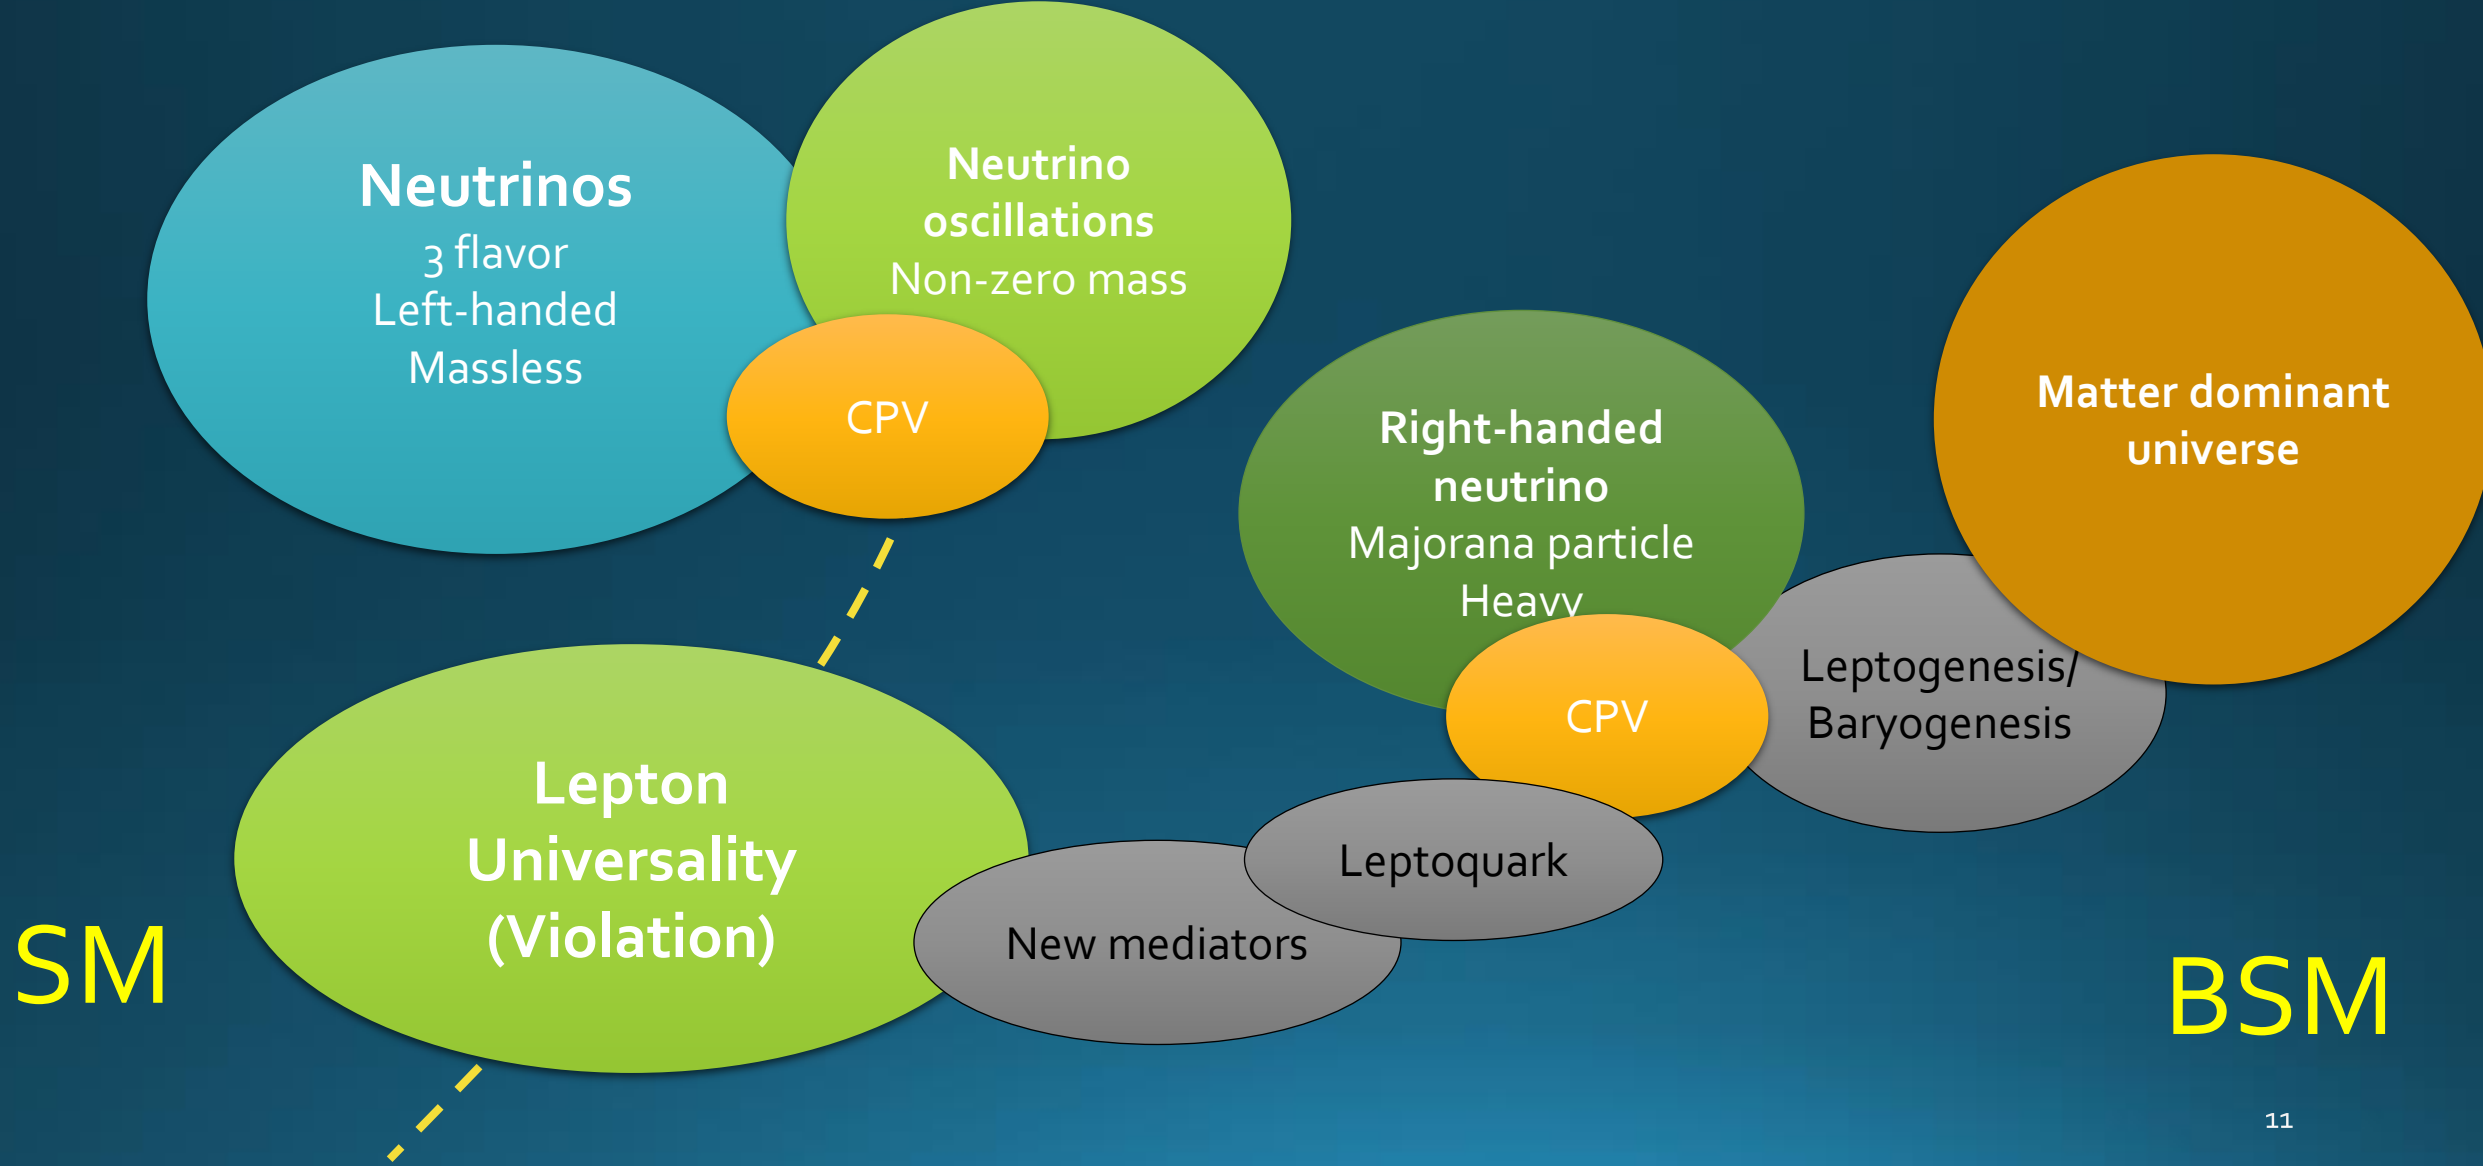 Neutrinos
3 flavor
Left-handed
Massless
Neutrino
oscillations
Non-zero mass
CPV
Right-handed
neutrino
Majorana particle
Heavy
CPV
Matter dominant
universe
Leptogenesis/
Baryogenesis
Lepton
Universality
(Violation)
New mediators
Leptoquark
SM
BSM
11